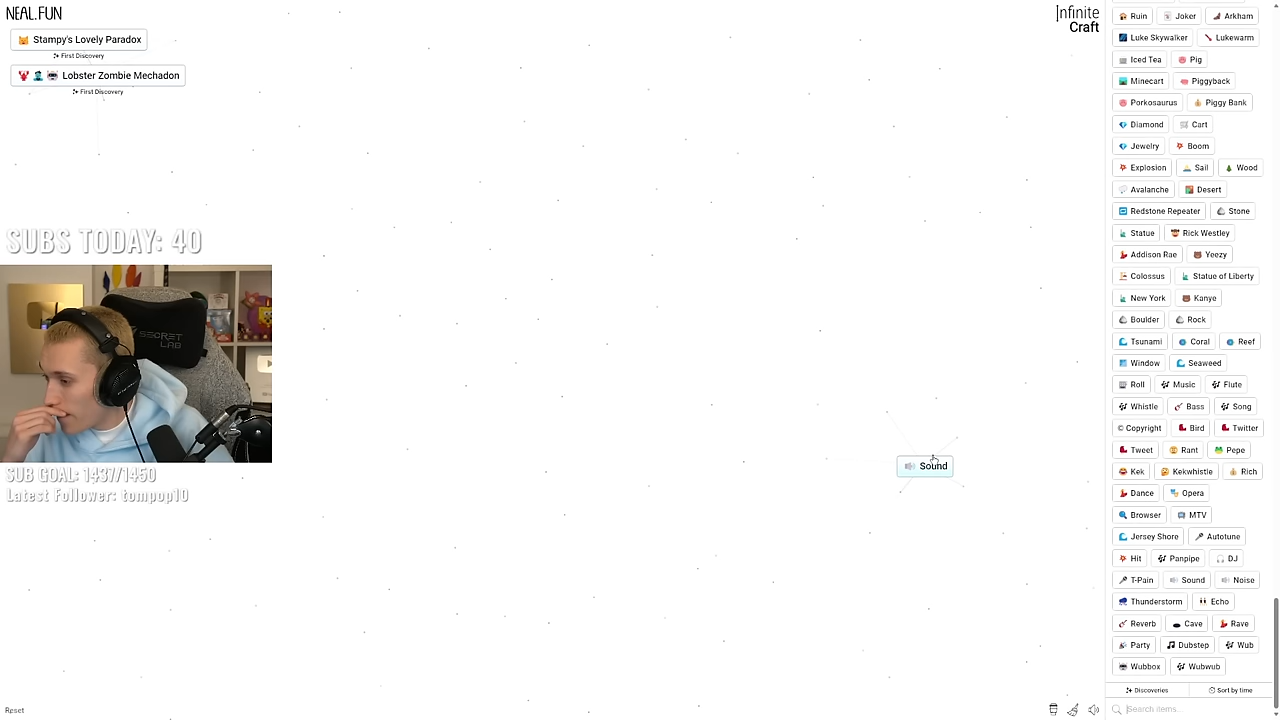 NEAL.FUN
Infinite
Craft
Stampy's Lovely Paradox
First Discovery
Lobster Zombie Mechadon
First Discovery
SUBS TODAY: 40
SECRET
LAB
SUB GOAL: 1437/1450
Latest Follower: tompop10
Sound
Reset
Ruin Joker Arkham
Luke Skywalker Lukewarm
Iced Tea Pig
Minecart Piggyback
Porkosaurus Piggy Bank
Diamond Cart
Jewelry Boom
Explosion Sail Wood
Avalanche Desert
Redstone Repeater Stone
Statue Rick Westley
Addison Rae Yeezy
Colossus Statue of Liberty
New York Kanye
Boulder Rock
Tsunami Coral Reef
Window Seaweed
Roll Music Flute
Whistle Bass Song
© Copyright Bird Twitter
Tweet Rant Pepe
Kek Kekwhistle Rich
Dance Opera
Browser MTV
Jersey Shore Autotune
Hit Panpipe DJ
T-Pain Sound Noise
Thunderstorm Echo
Reverb Cave Rave
Party Dubstep Wub
Wubbox Wubwub
Discoveries Sort by time
Search items...